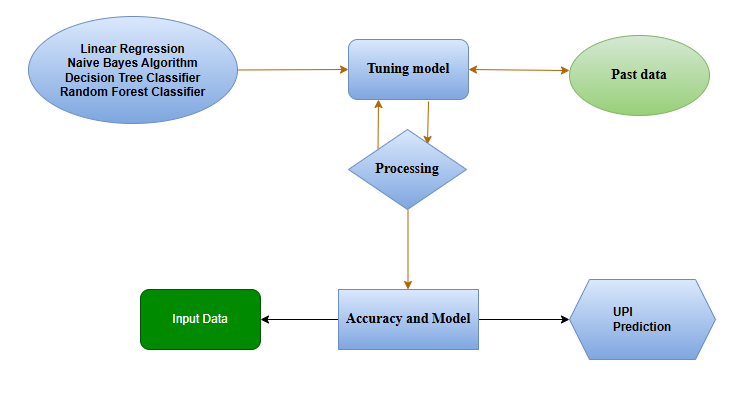 Linear Regression
Naive Bayes Algorithm
Decision Tree Classifier
Random Forest Classifier
Tuning model
Past data
Processing
Input Data
Accuracy and Model
UPI
Prediction